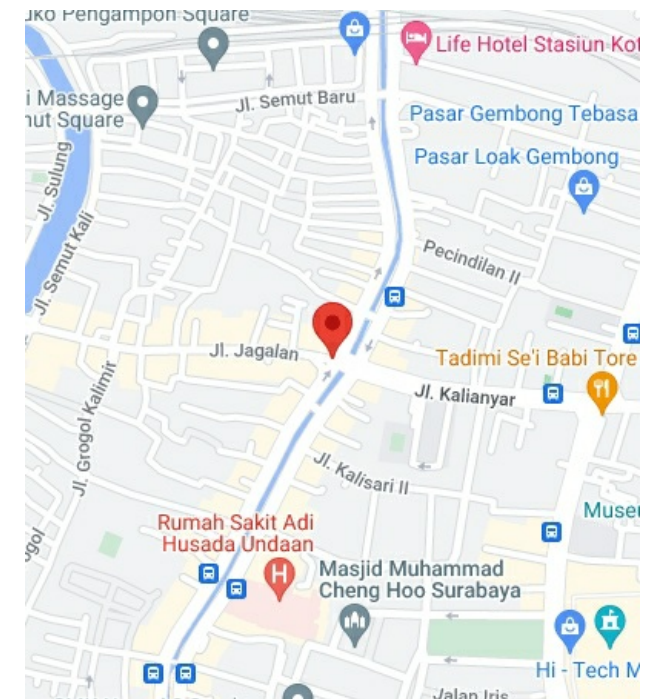 uko Pengampon Square
Life Hotel Stasiun Kot
i Massage
nut Square
Jl. Semut Baru
Pasar Gembong Tebasa
Pasar Loak Gembong
Jl. Sulung
Jl. Semut Kali
Pecindilan II
Jl. Jagalan
Tadimi Se'i Babi Tore
Jl. Kalianyar
Jl. Grogol Kalimir
Jl. Kalisari II
Museu
ogol
Rumah Sakit Adi
Husada Undaan
H
Masjid Muhammad
Cheng Hoo Surabaya
Hi - Tech M
Jalan Iris